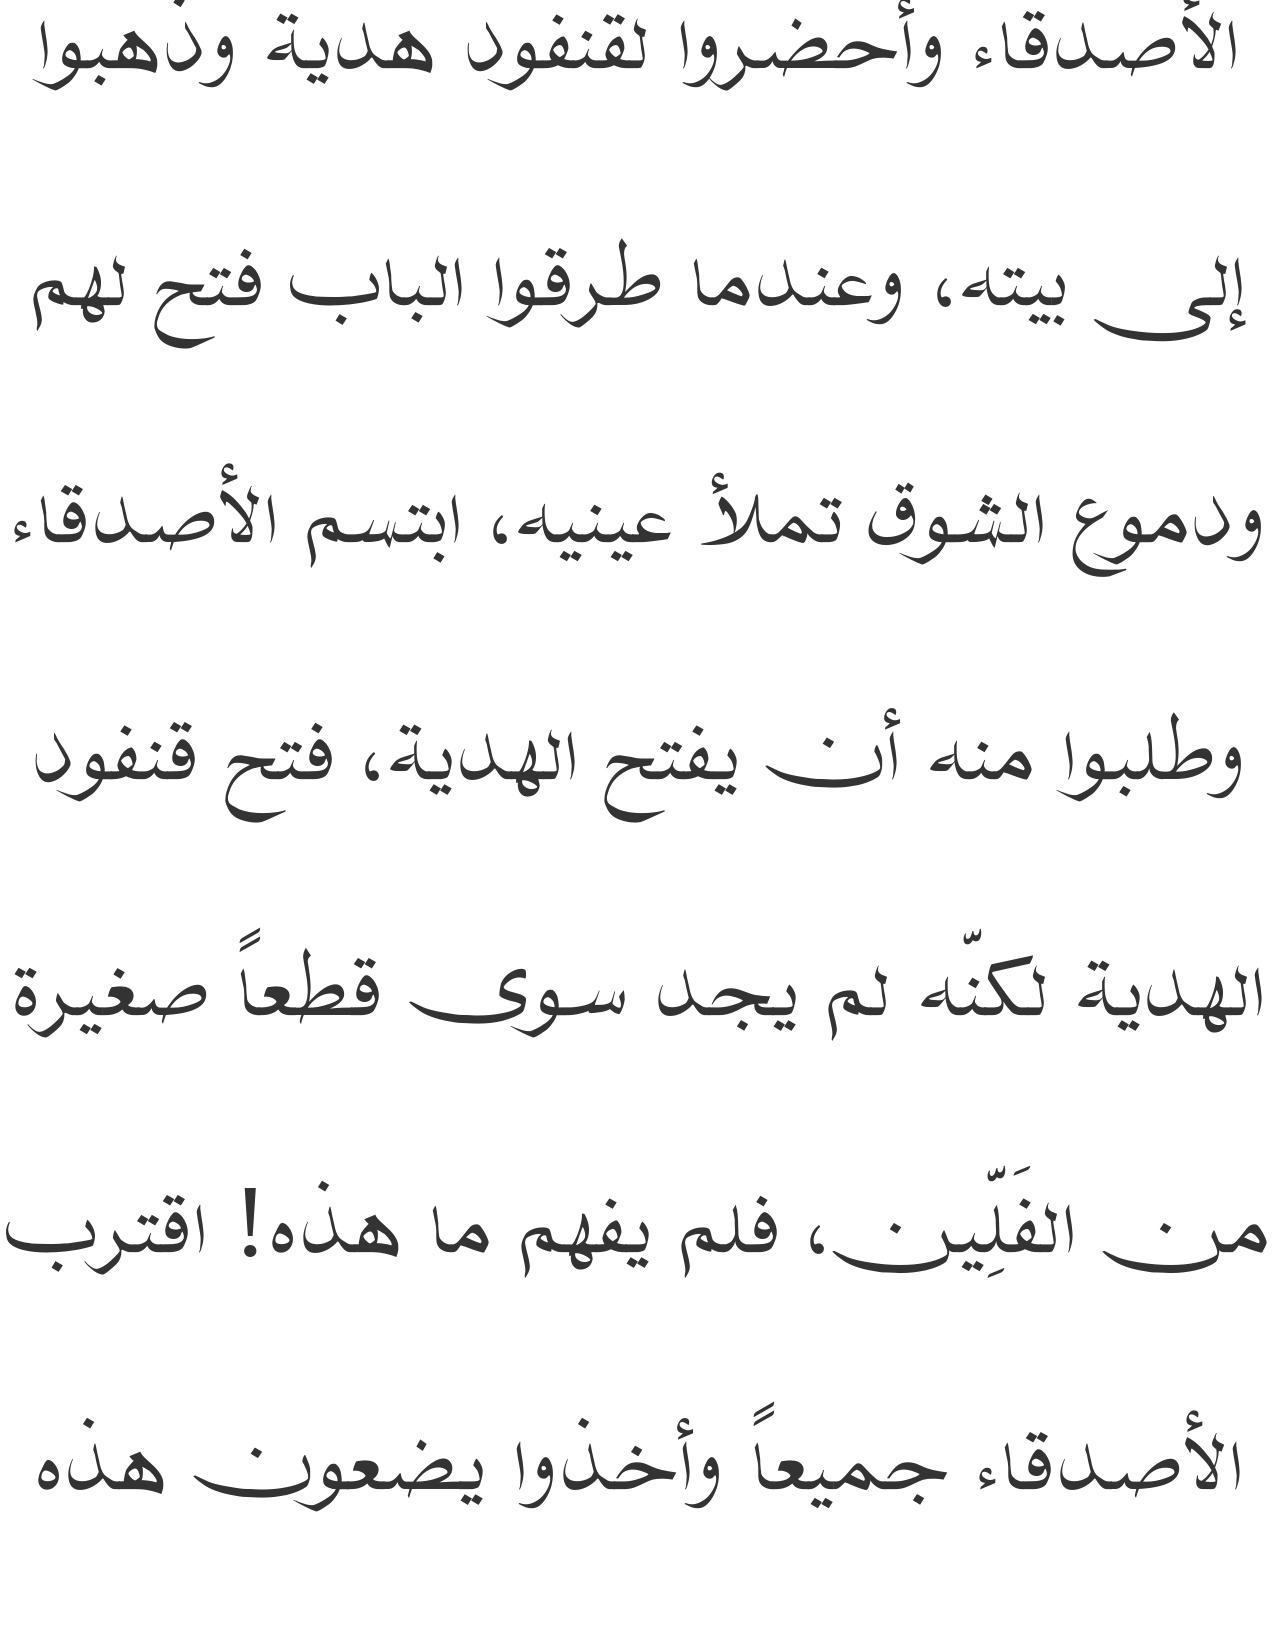 الأصدقاء وأحضروا لقنفود هدية وذهبوا
إلى بيته، وعندما طرقوا الباب فتح لهم
ودموع الشوق تملأ عينيه، ابتسم الأصدقاء
وطلبوا منه أن يفتح الهدية، فتح قنفود
الهدية لكنّه لم يجد سوى قطعاً صغيرة
من الفَلِّين، فلم يفهم ما هذه! اقترب
الأصدقاء جميعاً وأخذوا يضعون هذه